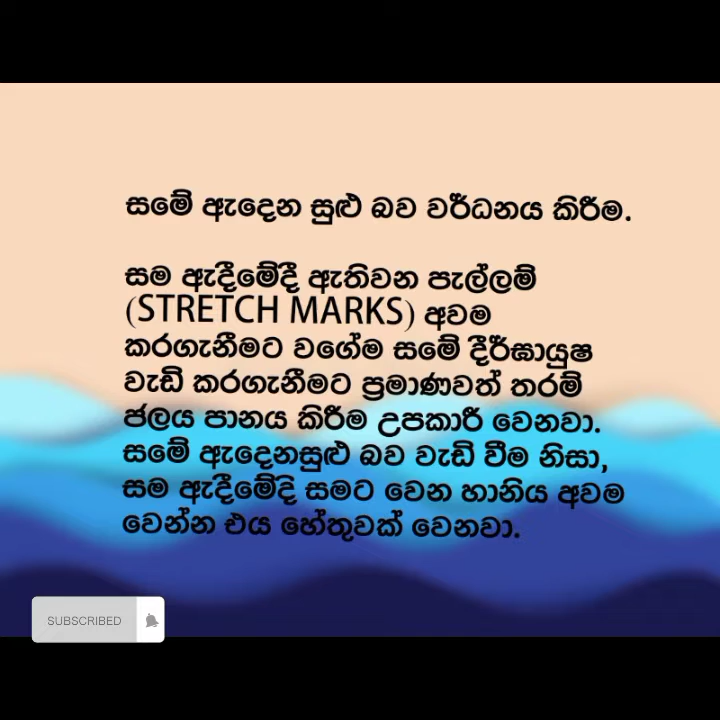 සමේ ඇදෙන සුළු බව වර්ධනය කිරීම.
සම ඇදීමේදී ඇතිවන පැල්ලම්
(STRETCH MARKS) අවම
කරගැනීමට වගේම සමේ දීර්ඝායුෂ
වැඩි කරගැනීමට ප්‍රමාණවත් තරම්
ජලය පානය කිරීම උපකාරී වෙනවා.
සමේ ඇදෙනසුළු බව වැඩි වීම නිසා,
සම ඇදීමේදි සමට වෙන හානිය අවම
වෙන්න එය හේතුවක් වෙනවා.
SUBSCRIBED